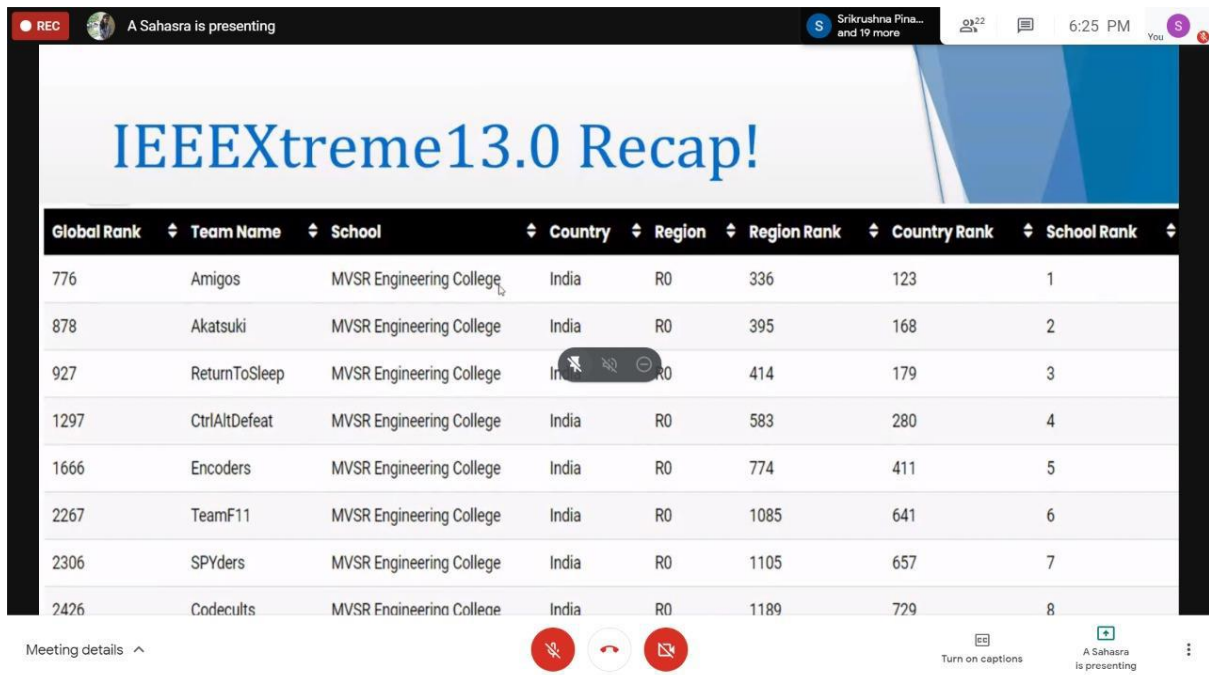 REC A Sahasra is presenting S Srikrushna Pina... and 19 more 22 6:25 PM You S
IEEEXtreme13.0 Recap!
Global Rank Team Name School Country Region Region Rank Country Rank School Rank
776 Amigos MVSR Engineering College India R0 336 123 1
878 Akatsuki MVSR Engineering College India R0 395 168 2
927 ReturnToSleep MVSR Engineering College R0 414 179 3
1297 CtrlAltDefeat MVSR Engineering College India R0 583 280 4
1666 Encoders MVSR Engineering College India R0 774 411 5
2267 TeamF11 MVSR Engineering College India R0 1085 641 6
2306 SPYders MVSR Engineering College India R0 1105 657 7
2426 Codecults MVSR Engineering College India R0 1189 729 8
Meeting details Turn on captions A Sahasra is presenting